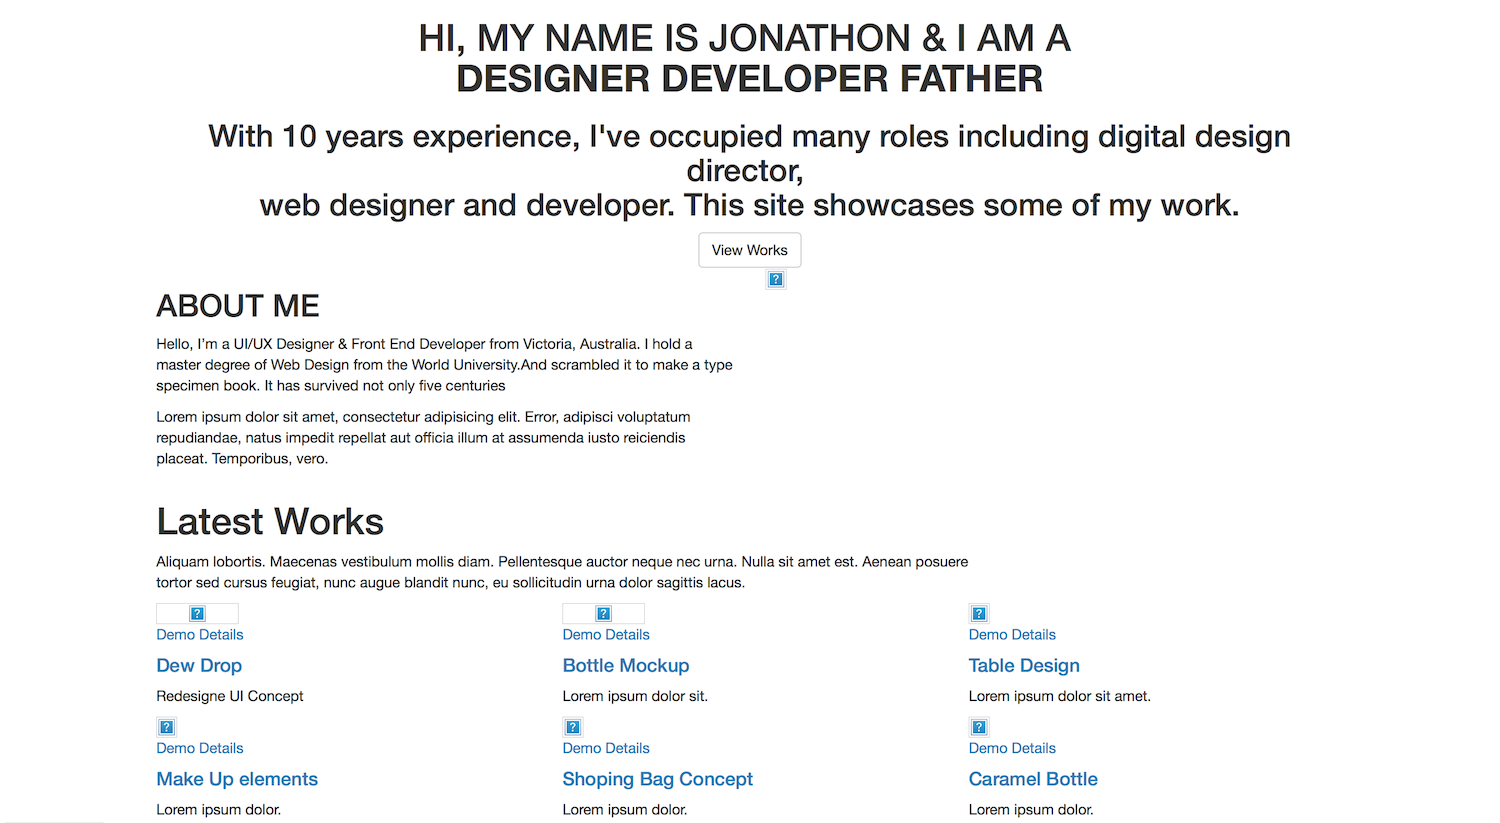 HI, MY NAME IS JONATHON & I AM A
DESIGNER DEVELOPER FATHER
With 10 years experience, I've occupied many roles including digital design
director,
web designer and developer. This site showcases some of my work.
View Works
ABOUT ME
Hello, I’m a UI/UX Designer & Front End Developer from Victoria, Australia. I hold a
master degree of Web Design from the World University.And scrambled it to make a type
specimen book. It has survived not only five centuries
Lorem ipsum dolor sit amet, consectetur adipisicing elit. Error, adipisci voluptatum
repudiandae, natus impedit repellat aut officia illum at assumenda iusto reiciendis
placeat. Temporibus, vero.
Latest Works
Aliquam lobortis. Maecenas vestibulum mollis diam. Pellentesque auctor neque nec urna. Nulla sit amet est. Aenean posuere
tortor sed cursus feugiat, nunc augue blandit nunc, eu sollicitudin urna dolor sagittis lacus.
Demo Details
Dew Drop
Redesigne UI Concept
Demo Details
Bottle Mockup
Lorem ipsum dolor sit.
Demo Details
Table Design
Lorem ipsum dolor sit amet.
Demo Details
Make Up elements
Lorem ipsum dolor.
Demo Details
Shoping Bag Concept
Lorem ipsum dolor.
Demo Details
Caramel Bottle
Lorem ipsum dolor.